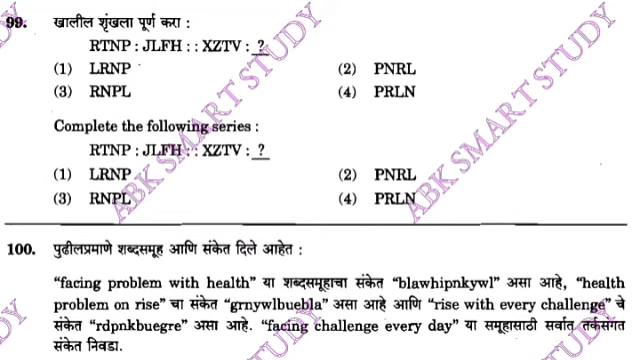 99. खालील शृंखला पूर्ण करा :
RTNP : JLFH : : XZTV : ?
(1) LRNP (2) PNRL
(3) RNPL (4) PRLN
Complete the following series :
RTNP : JLFH : : XZTV : ?
(1) LRNP (2) PNRL
(3) RNPL (4) PRLN
100. पुढीलप्रमाणे शब्दसमूह आणि संकेत दिले आहेत :
“facing problem with health” या शब्दसमूहाचा संकेत “blawhipnkywl” असा आहे, “health
problem on rise” चा संकेत “grnywlbuebla” असा आहे आणि “rise with every challenge” चे
संकेत “rdpnkbuegre” असा आहे. “facing challenge every day” या समूहासाठी सर्वात तर्कसंगत
संकेत निवडा.
ABK SMART STUDY
ABK SMART STUDY